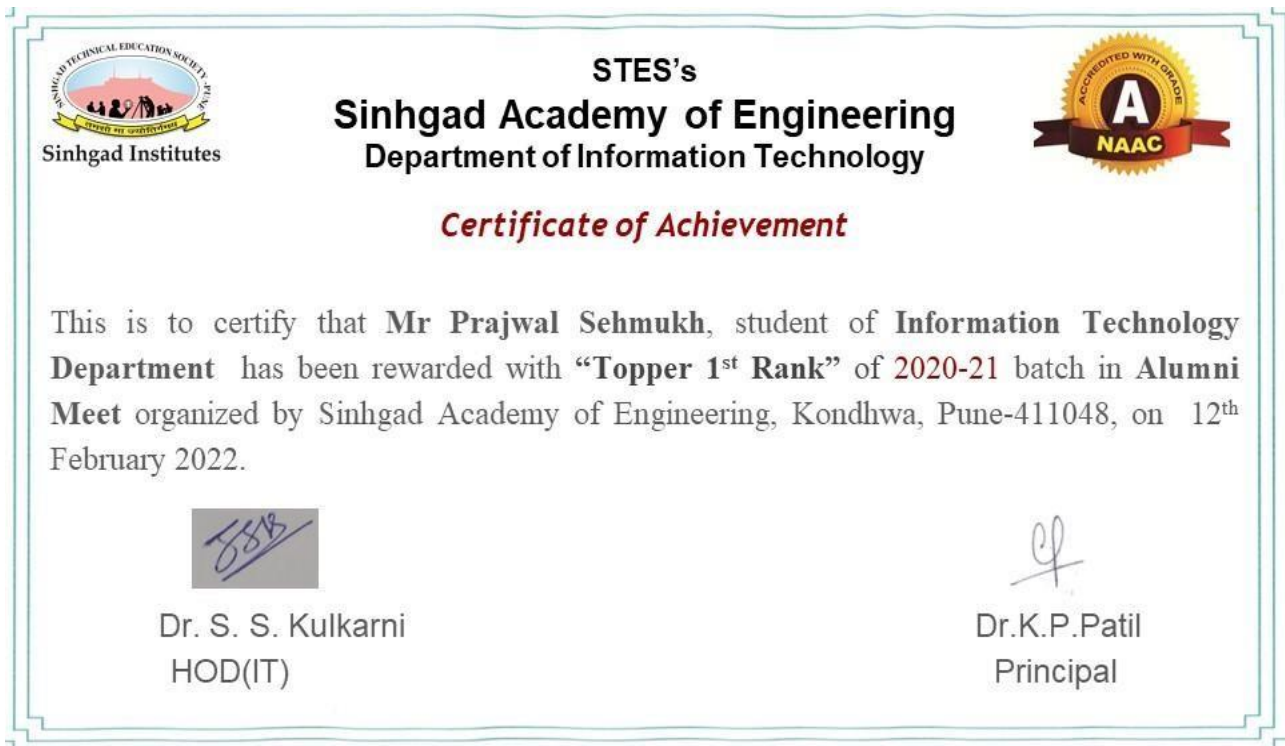 SINHGAD TECHNICAL EDUCATION SOCIETY - PUNE
तमसो मा ज्योतिर्गमय
Sinhgad Institutes
STES's
Sinhgad Academy of Engineering
Department of Information Technology
ACCREDITED WITH GRADE
A
NAAC
Certificate of Achievement
This is to certify that Mr Prajwal Sehmukh, student of Information Technology
Department has been rewarded with “Topper 1st Rank” of 2020-21 batch in Alumni
Meet organized by Sinhgad Academy of Engineering, Kondhwa, Pune-411048, on 12th
February 2022.
Dr. S. S. Kulkarni
HOD(IT)
Dr.K.P.Patil
Principal